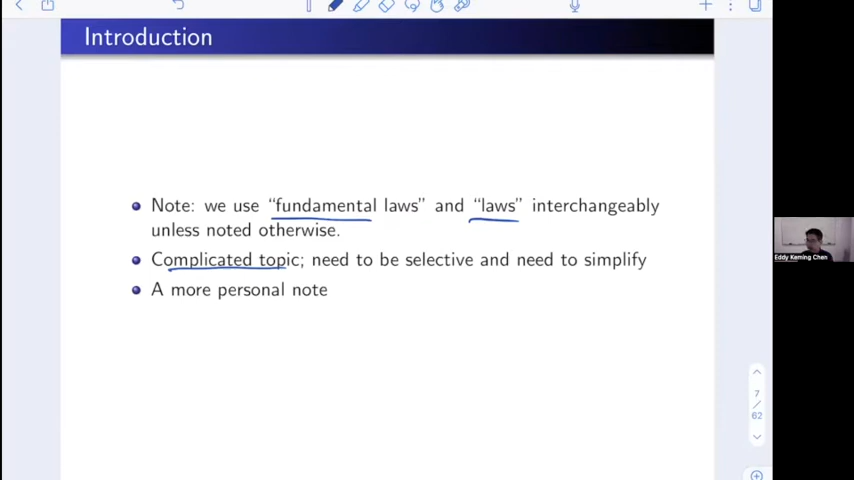 Introduction
Note: we use “fundamental laws” and “laws” interchangeably
unless noted otherwise.
Complicated topic; need to be selective and need to simplify
A more personal note
Eddy Keming Chen
7
/
62